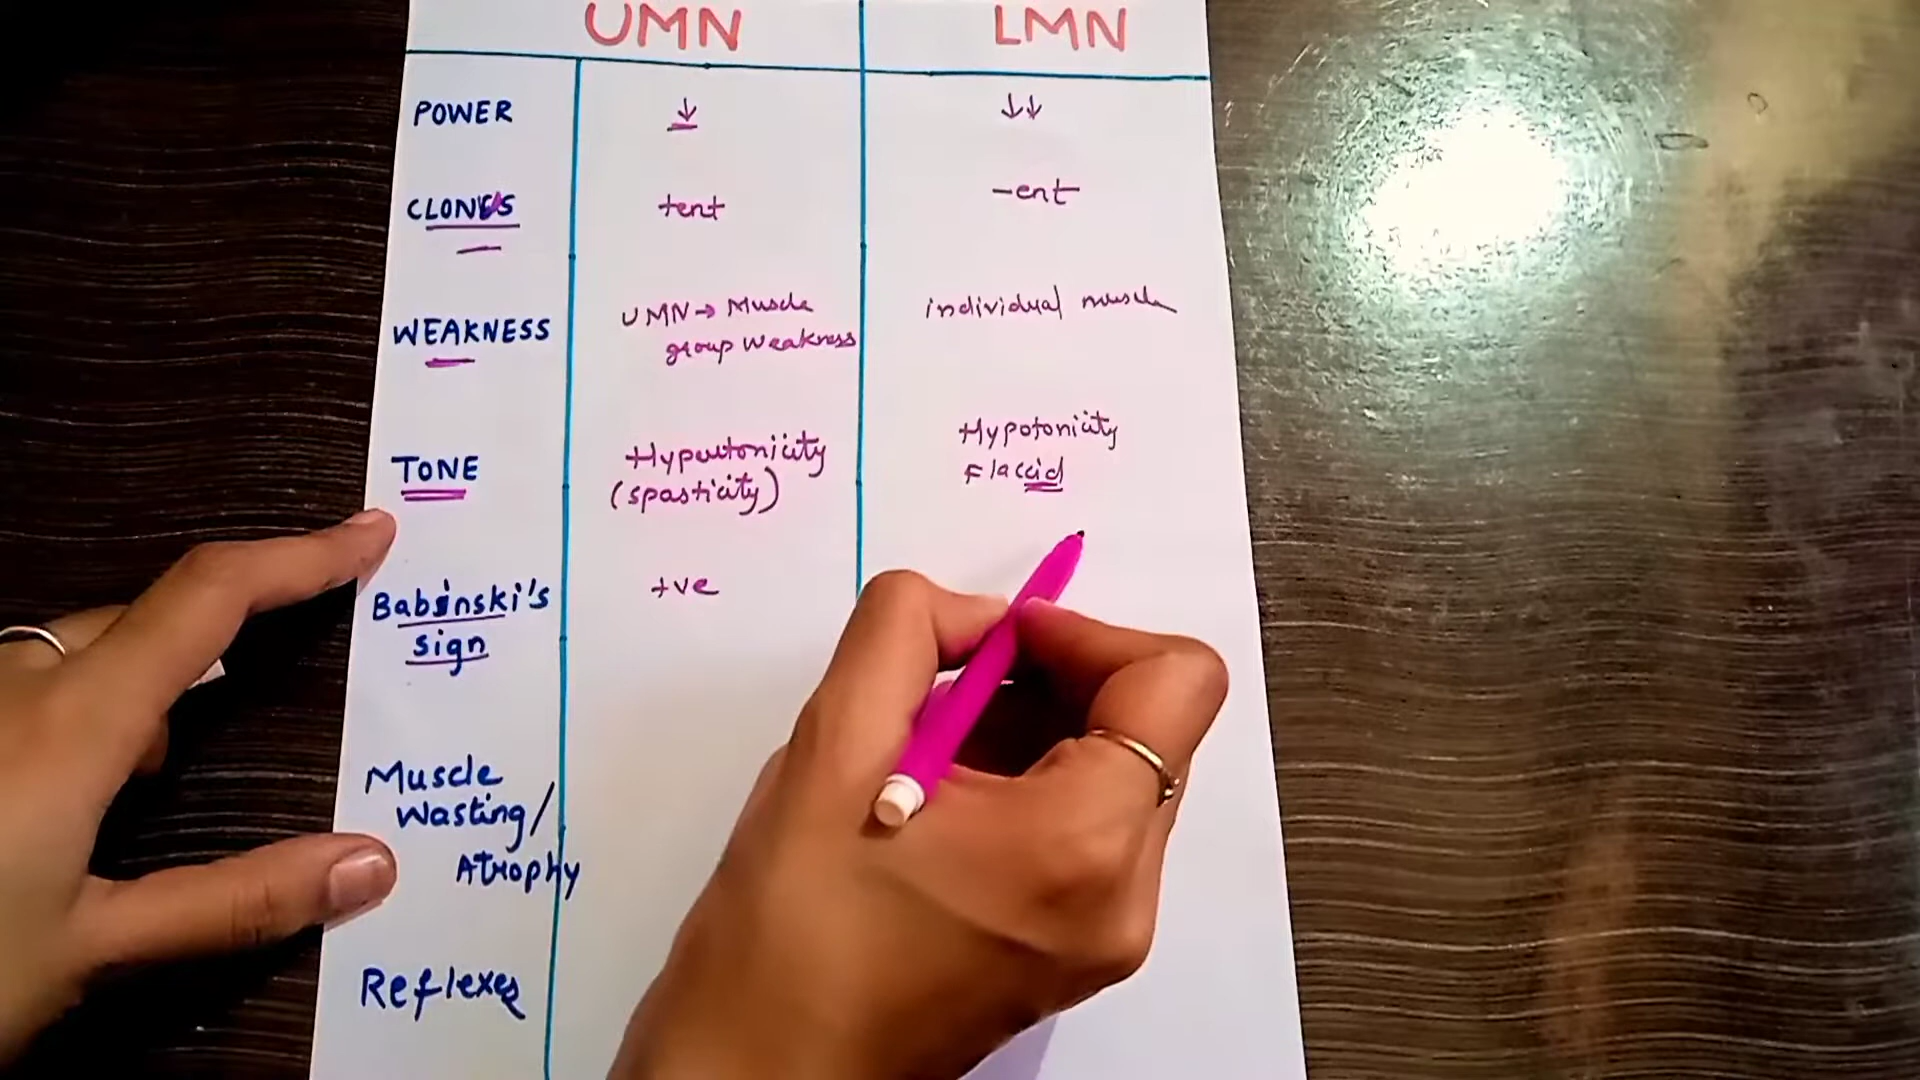 UMN LMN
POWER ↓ ↓↓
CLONUS +ent -ent
WEAKNESS UMN→ Muscle group weakness individual muscle
TONE Hypertonicity (spasticity) Hypotonicity Flaccid
Babinski's sign +ve
Muscle
Wasting/
Atrophy
Reflexes